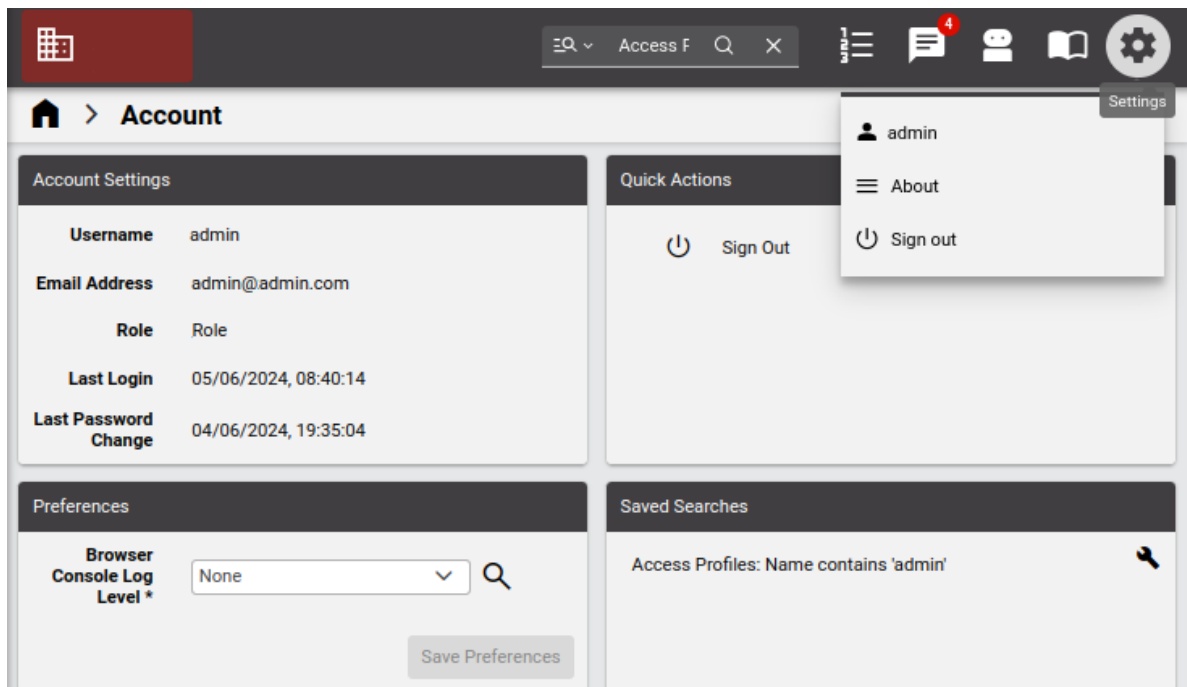 Access F
4
Settings
Account
admin
About
Sign out
Account Settings
Username admin
Email Address admin@admin.com
Role Role
Last Login 05/06/2024, 08:40:14
Last Password
Change 04/06/2024, 19:35:04
Quick Actions
Sign Out
Preferences
Browser
Console Log
Level *
None
Save Preferences
Saved Searches
Access Profiles: Name contains 'admin'